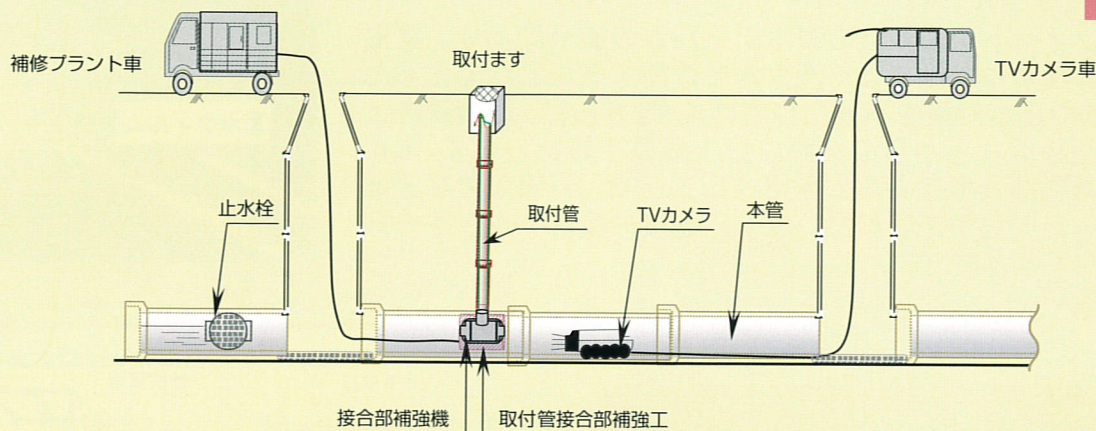 補修プラント車
取付ます
TVカメラ車
止水栓
取付管
TVカメラ
本管
接合部補強機
取付管接合部補強工